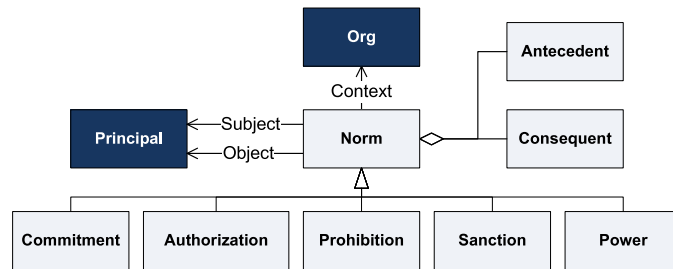 Org
Antecedent
Context
Principal
Subject
Object
Norm
Consequent
Commitment
Authorization
Prohibition
Sanction
Power